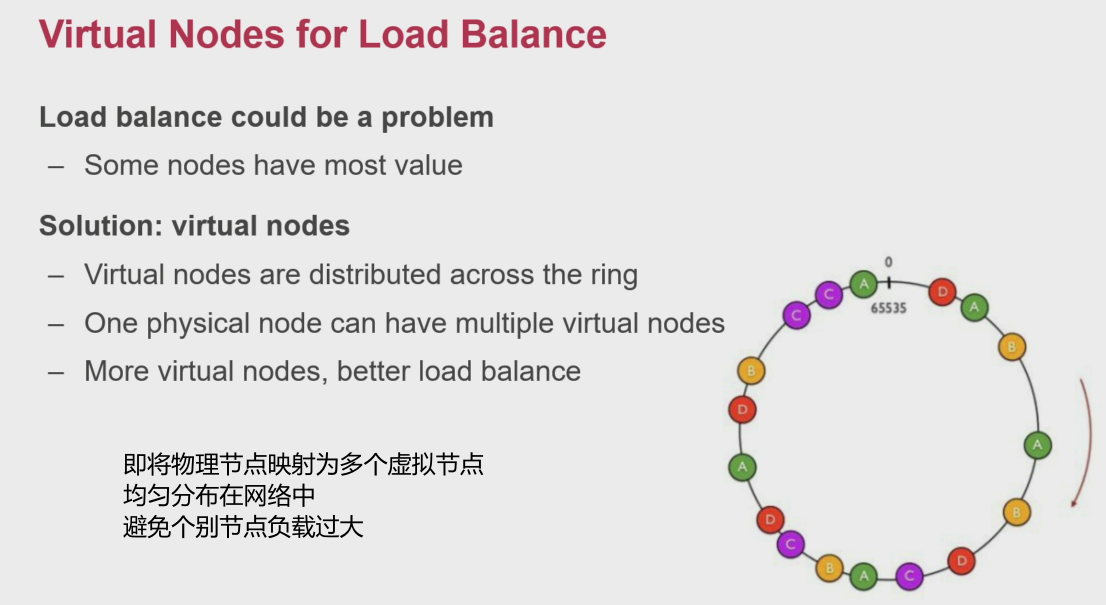 Virtual Nodes for Load Balance
Load balance could be a problem
– Some nodes have most value
Solution: virtual nodes
– Virtual nodes are distributed across the ring
– One physical node can have multiple virtual nodes
– More virtual nodes, better load balance
即将物理节点映射为多个虚拟节点
均匀分布在网络中
避免个别节点负载过大
0
65535
D
A
B
A
B
D
C
A
B
C
D
A
D
B
C
C
A